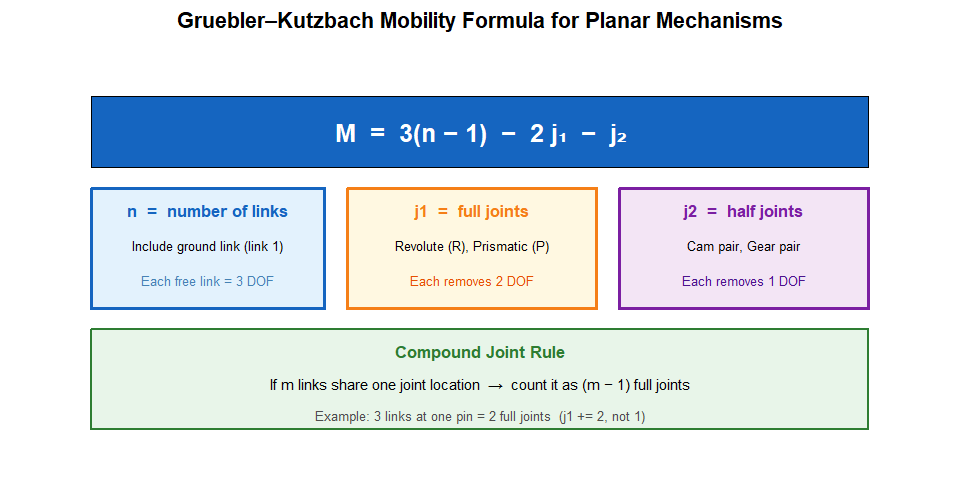 Gruebler–Kutzbach Mobility Formula for Planar Mechanisms
M = 3(n − 1) − 2 j₁ − j₂
n = number of links
Include ground link (link 1)
Each free link = 3 DOF
j1 = full joints
Revolute (R), Prismatic (P)
Each removes 2 DOF
j2 = half joints
Cam pair, Gear pair
Each removes 1 DOF
Compound Joint Rule
If m links share one joint location → count it as (m − 1) full joints
Example: 3 links at one pin = 2 full joints (j1 += 2, not 1)